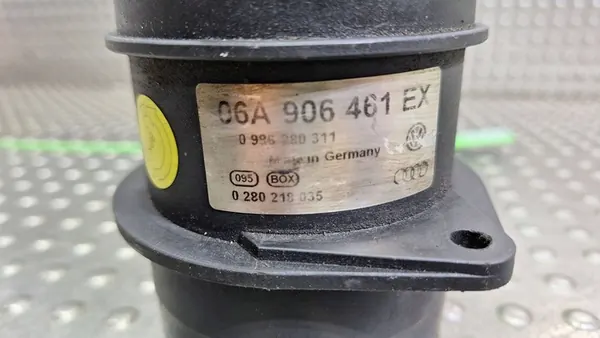 06A 906 461 EX
0 986 280 311
Made in Germany
095 BOX
0 280 218 035